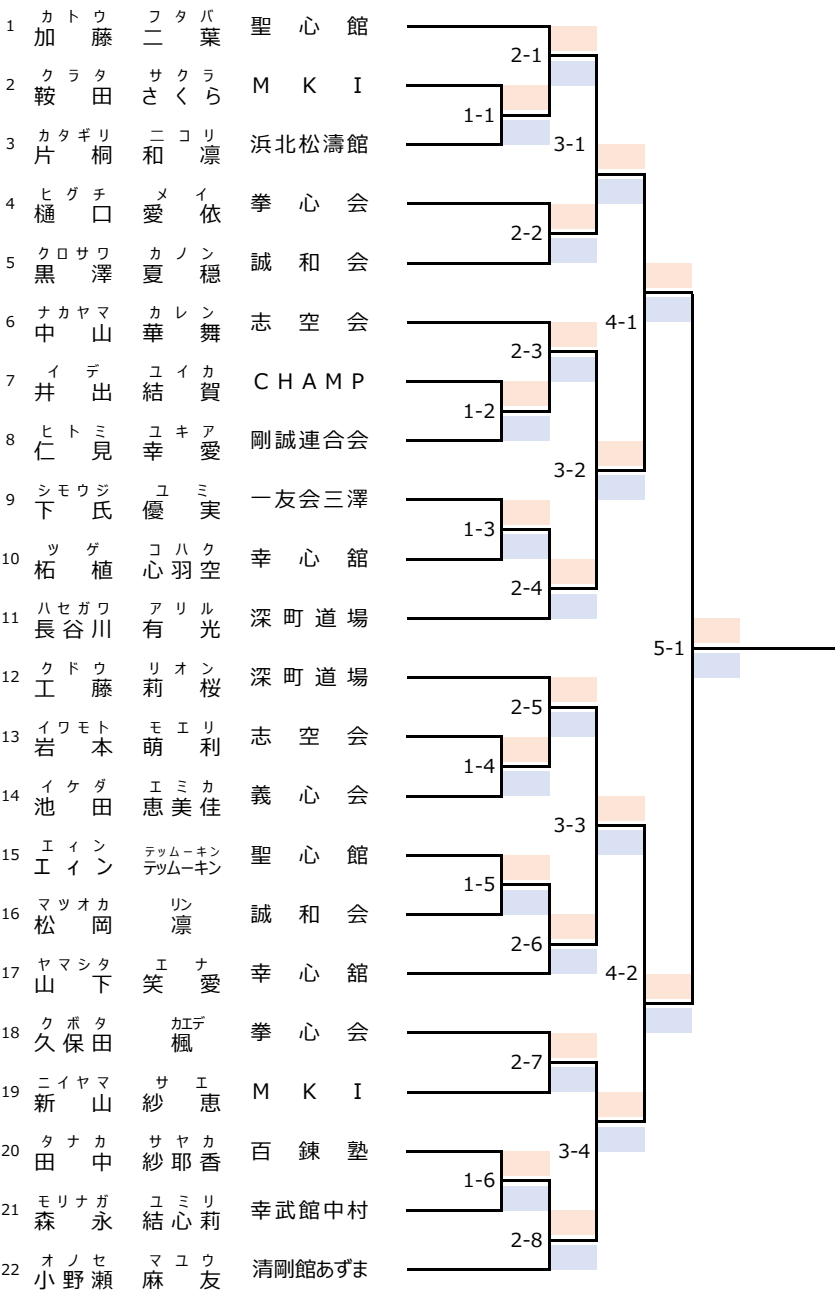 カトウ フタバ
1 加藤 二葉 聖心館
クラタ サクラ
2 鞍田 さくら MKI
カタギリ ニコリ
3 片桐 和凛 浜北松濤館
ヒグチ メイ
4 樋口 愛依 拳心会
クロサワ カノン
5 黒澤 夏穏 誠和会
ナカヤマ カレン
6 中山 華舞 志空会
イデ ユイカ
7 井出 結賀 CHAMP
ヒトミ ユキア
8 仁見 幸愛 剛誠連合会
シモウジ ユミ
9 下氏 優実 一友会三澤
ツゲ コハク
10 柘植 心羽空 幸心舘
ハセガワ アリル
11 長谷川 有光 深町道場
クドウ リオン
12 工藤 莉桜 深町道場
イワモト モエリ
13 岩本 萌利 志空会
イケダ エミカ
14 池田 恵美佳 義心会
エィン テッムーキン
15 エィン テッムーキン 聖心館
マツオカ リン
16 松岡 凛 誠和会
ヤマシタ エナ
17 山下 笑愛 幸心舘
クボタ カエデ
18 久保田 楓 拳心会
ニイヤマ サエ
19 新山 紗恵 MKI
タナカ サヤカ
20 田中 紗耶香 百錬塾
モリナガ ユミリ
21 森永 結心莉 幸武館中村
オノセ マユウ
22 小野瀬 麻友 清剛館あずま
1-1
1-2
1-3
1-4
1-5
1-6
2-1
2-2
2-3
2-4
2-5
2-6
2-7
2-8
3-1
3-2
3-3
3-4
4-1
4-2
5-1